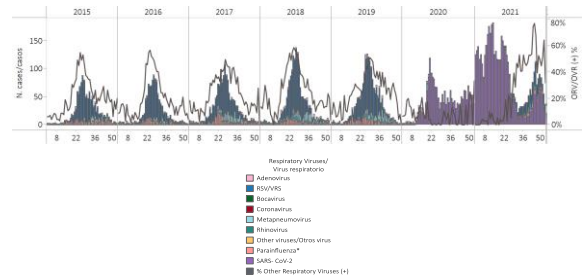 2015 2016 2017 2018 2019 2020 2021
150
100
50
0
N. cases/casos
80%
60%
40%
20%
0%
ORV/OVR (+) %
8 22 36 50 8 22 36 50 8 22 36 50 8 22 36 50 8 22 36 50 8 22 36 50 8 22 36 50
Respiratory Viruses/
Virus respiratorio
Adenovirus
RSV/VRS
Bocavirus
Coronavirus
Metapneumovirus
Rhinovirus
Other viruses/Otros virus
Parainfluenza*
SARS- CoV-2
% Other Respiratory Viruses (+)